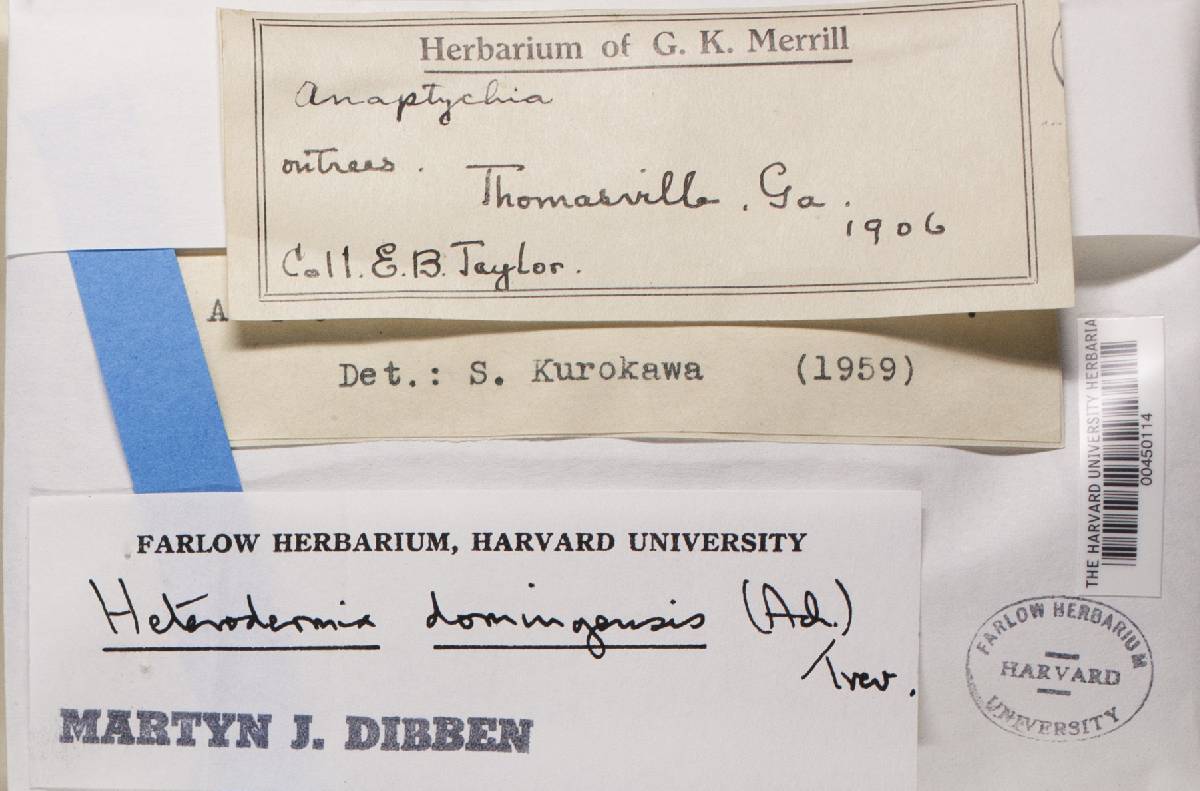 Herbarium of G. K. Merrill
Anaptychia
on trees.
Thomasville, Ga.
1906
Coll. E. B. Taylor.
A
Det.: S. Kurokawa (1959)
THE HARVARD UNIVERSITY HERBARIA
00450114
FARLOW HERBARIUM, HARVARD UNIVERSITY
Heterodermia domingensis (Ach.)
Trev.
MARTYN J. DIBBEN
FARLOW HERBARIUM
HARVARD
UNIVERSITY